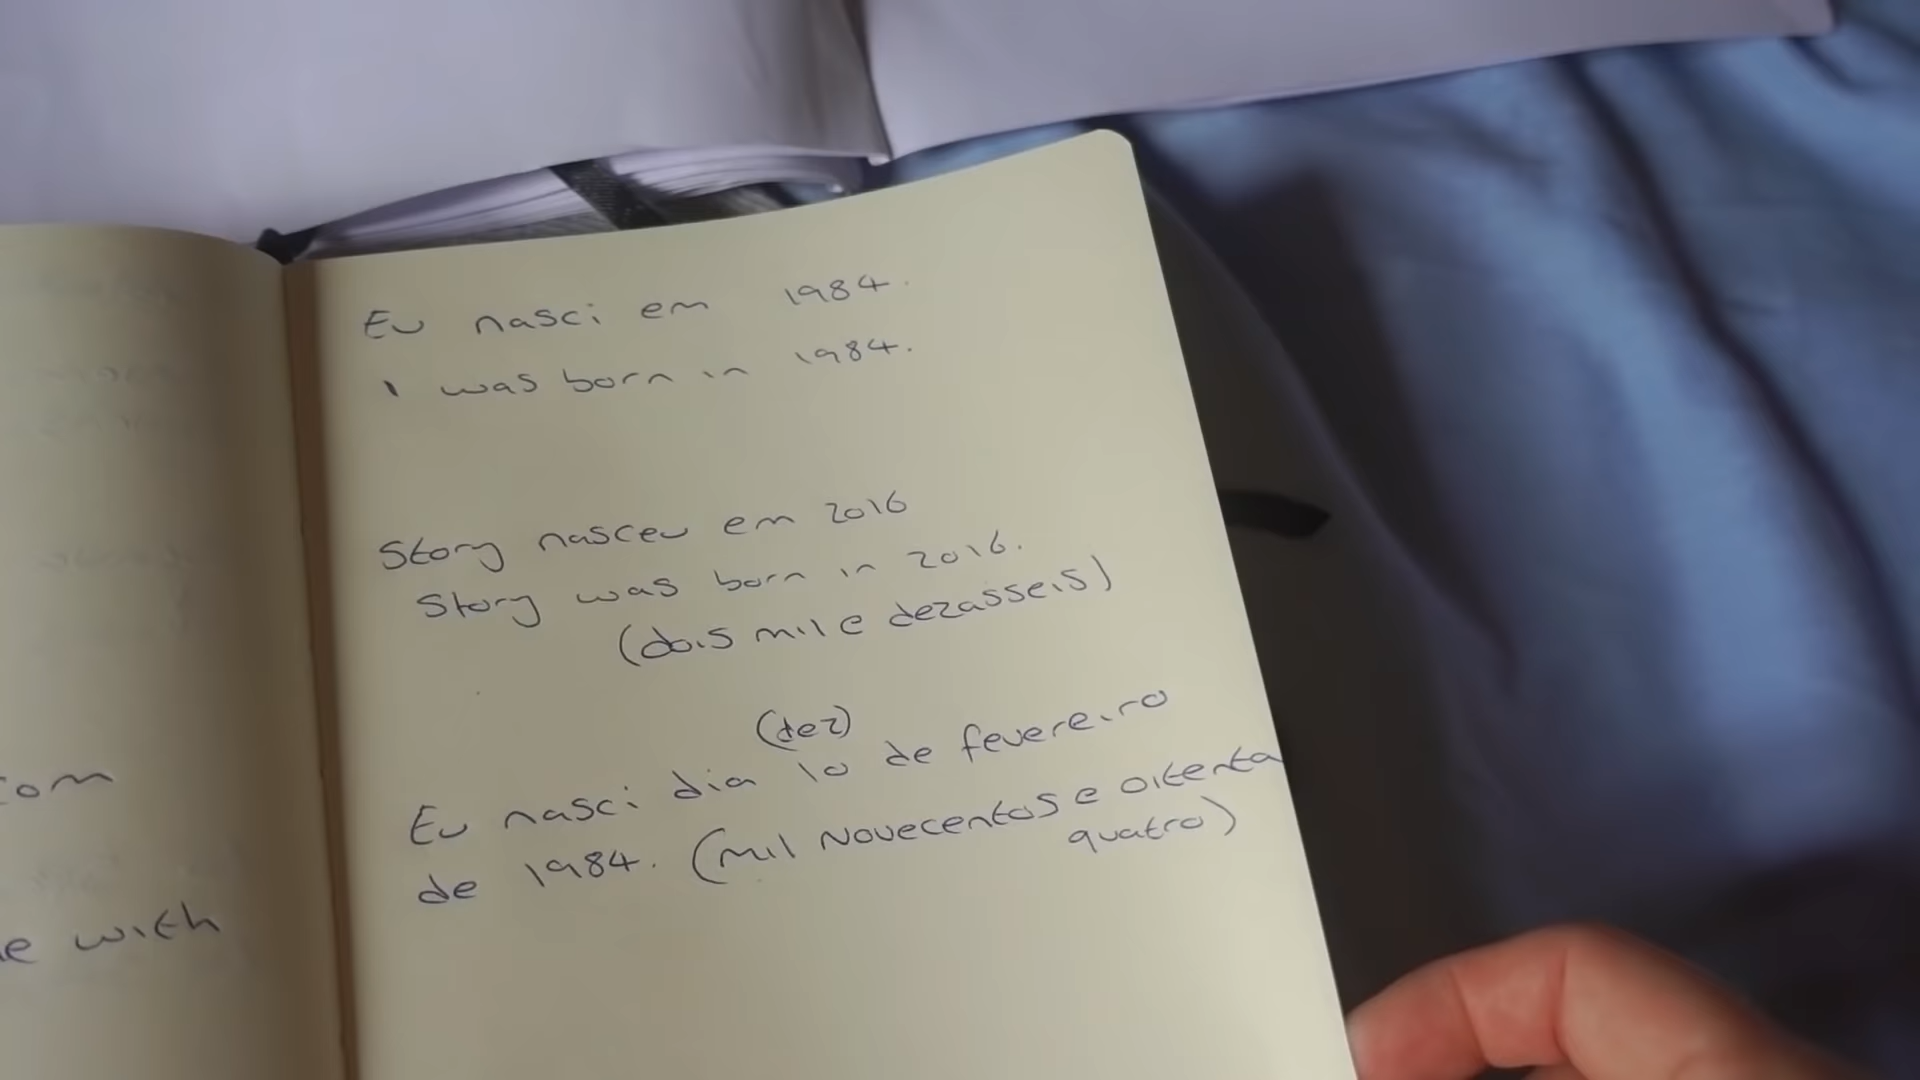 com
e with
Eu nasci em 1984.
I was born in 1984.
Story nasceu em 2016
Story was born in 2016.
(dois mil e dezasseis)
(dez)
Eu nasci dia 10 de fevereiro
de 1984. (mil novecentos e oitenta
quatro)